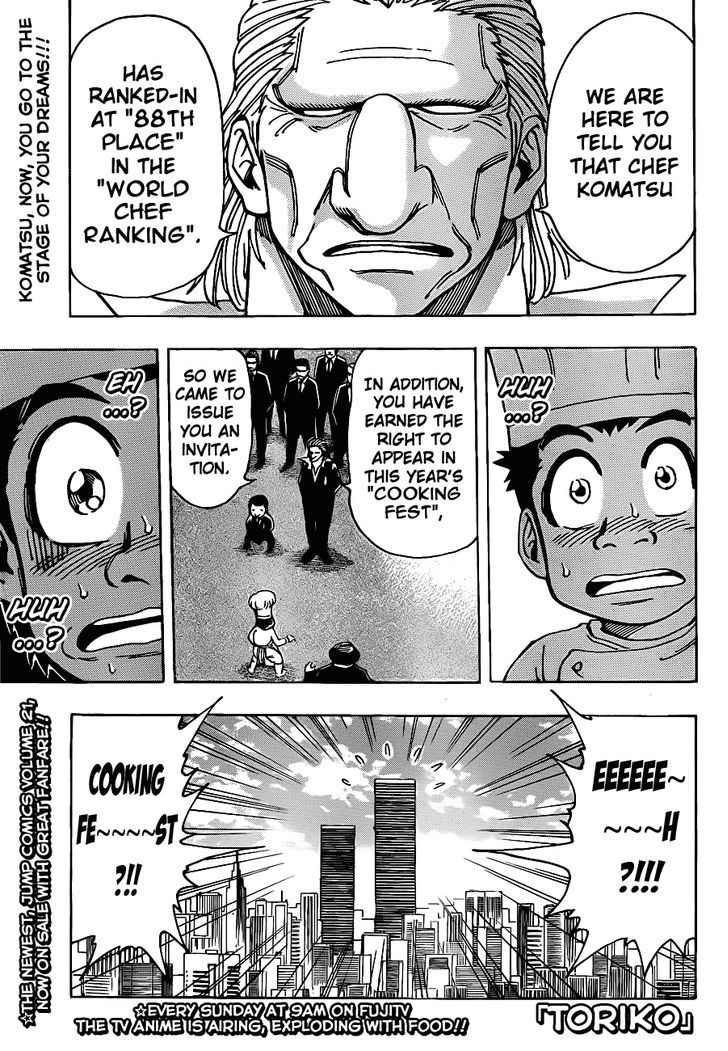 KOMATSU, NOW, YOU GO TO THE
STAGE OF YOUR DREAMS!!!
WE ARE
HERE TO
TELL YOU
THAT CHEF
KOMATSU
HAS
RANKED-IN
AT "88TH
PLACE"
IN THE
"WORLD
CHEF
RANKING".
HUH
...?
IN ADDITION,
YOU HAVE
EARNED THE
RIGHT TO
APPEAR IN
THIS YEAR'S
"COOKING
FEST",
SO WE
CAME TO
ISSUE
YOU AN
INVITA-
TION.
EH
...?
HUH
...?
EEEEEE~
~~~H
?!!!
COOKING
FE~~~~ST
?!!
☆THE NEWEST, JUMP COMICS VOLUME 21,
NOW ON SALE WITH GREAT FANFARE!!
☆EVERY SUNDAY AT 9AM ON FUJITV
THE TV ANIME IS AIRING, EXPLODING WITH FOOD!!
「TORIKO」